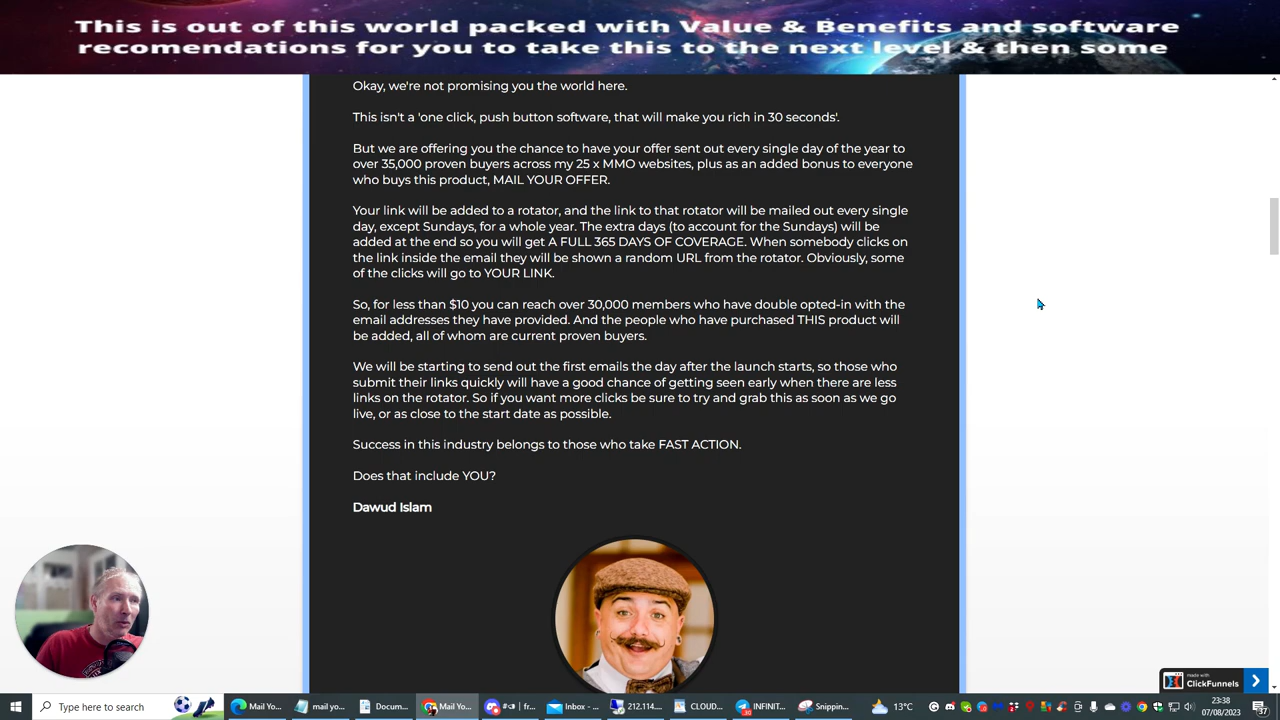 This is out of this world packed with Value & Benefits and software
recomendations for you to take this to the next level & then some
Okay, we're not promising you the world here.
This isn't a 'one click, push button software, that will make you rich in 30 seconds'.
But we are offering you the chance to have your offer sent out every single day of the year to
over 35,000 proven buyers across my 25 x MMO websites, plus as an added bonus to everyone
who buys this product, MAIL YOUR OFFER.
Your link will be added to a rotator, and the link to that rotator will be mailed out every single
day, except Sundays, for a whole year. The extra days (to account for the Sundays) will be
added at the end so you will get A FULL 365 DAYS OF COVERAGE. When somebody clicks on
the link inside the email they will be shown a random URL from the rotator. Obviously, some
of the clicks will go to YOUR LINK.
So, for less than $10 you can reach over 30,000 members who have double opted-in with the
email addresses they have provided. And the people who have purchased THIS product will
be added, all of whom are current proven buyers.
We will be starting to send out the first emails the day after the launch starts, so those who
submit their links quickly will have a good chance of getting seen early when there are less
links on the rotator. So if you want more clicks be sure to try and grab this as soon as we go
live, or as close to the start date as possible.
Success in this industry belongs to those who take FAST ACTION.
Does that include YOU?
Dawud Islam
made with
ClickFunnels
Type here to search
Mail Yo...
mail yo...
Docum...
Mail Yo...
| fr...
Inbox - ...
212.114....
CLOUD...
INFINIT...
Snippin...
13°C
23:38
07/08/2023
37